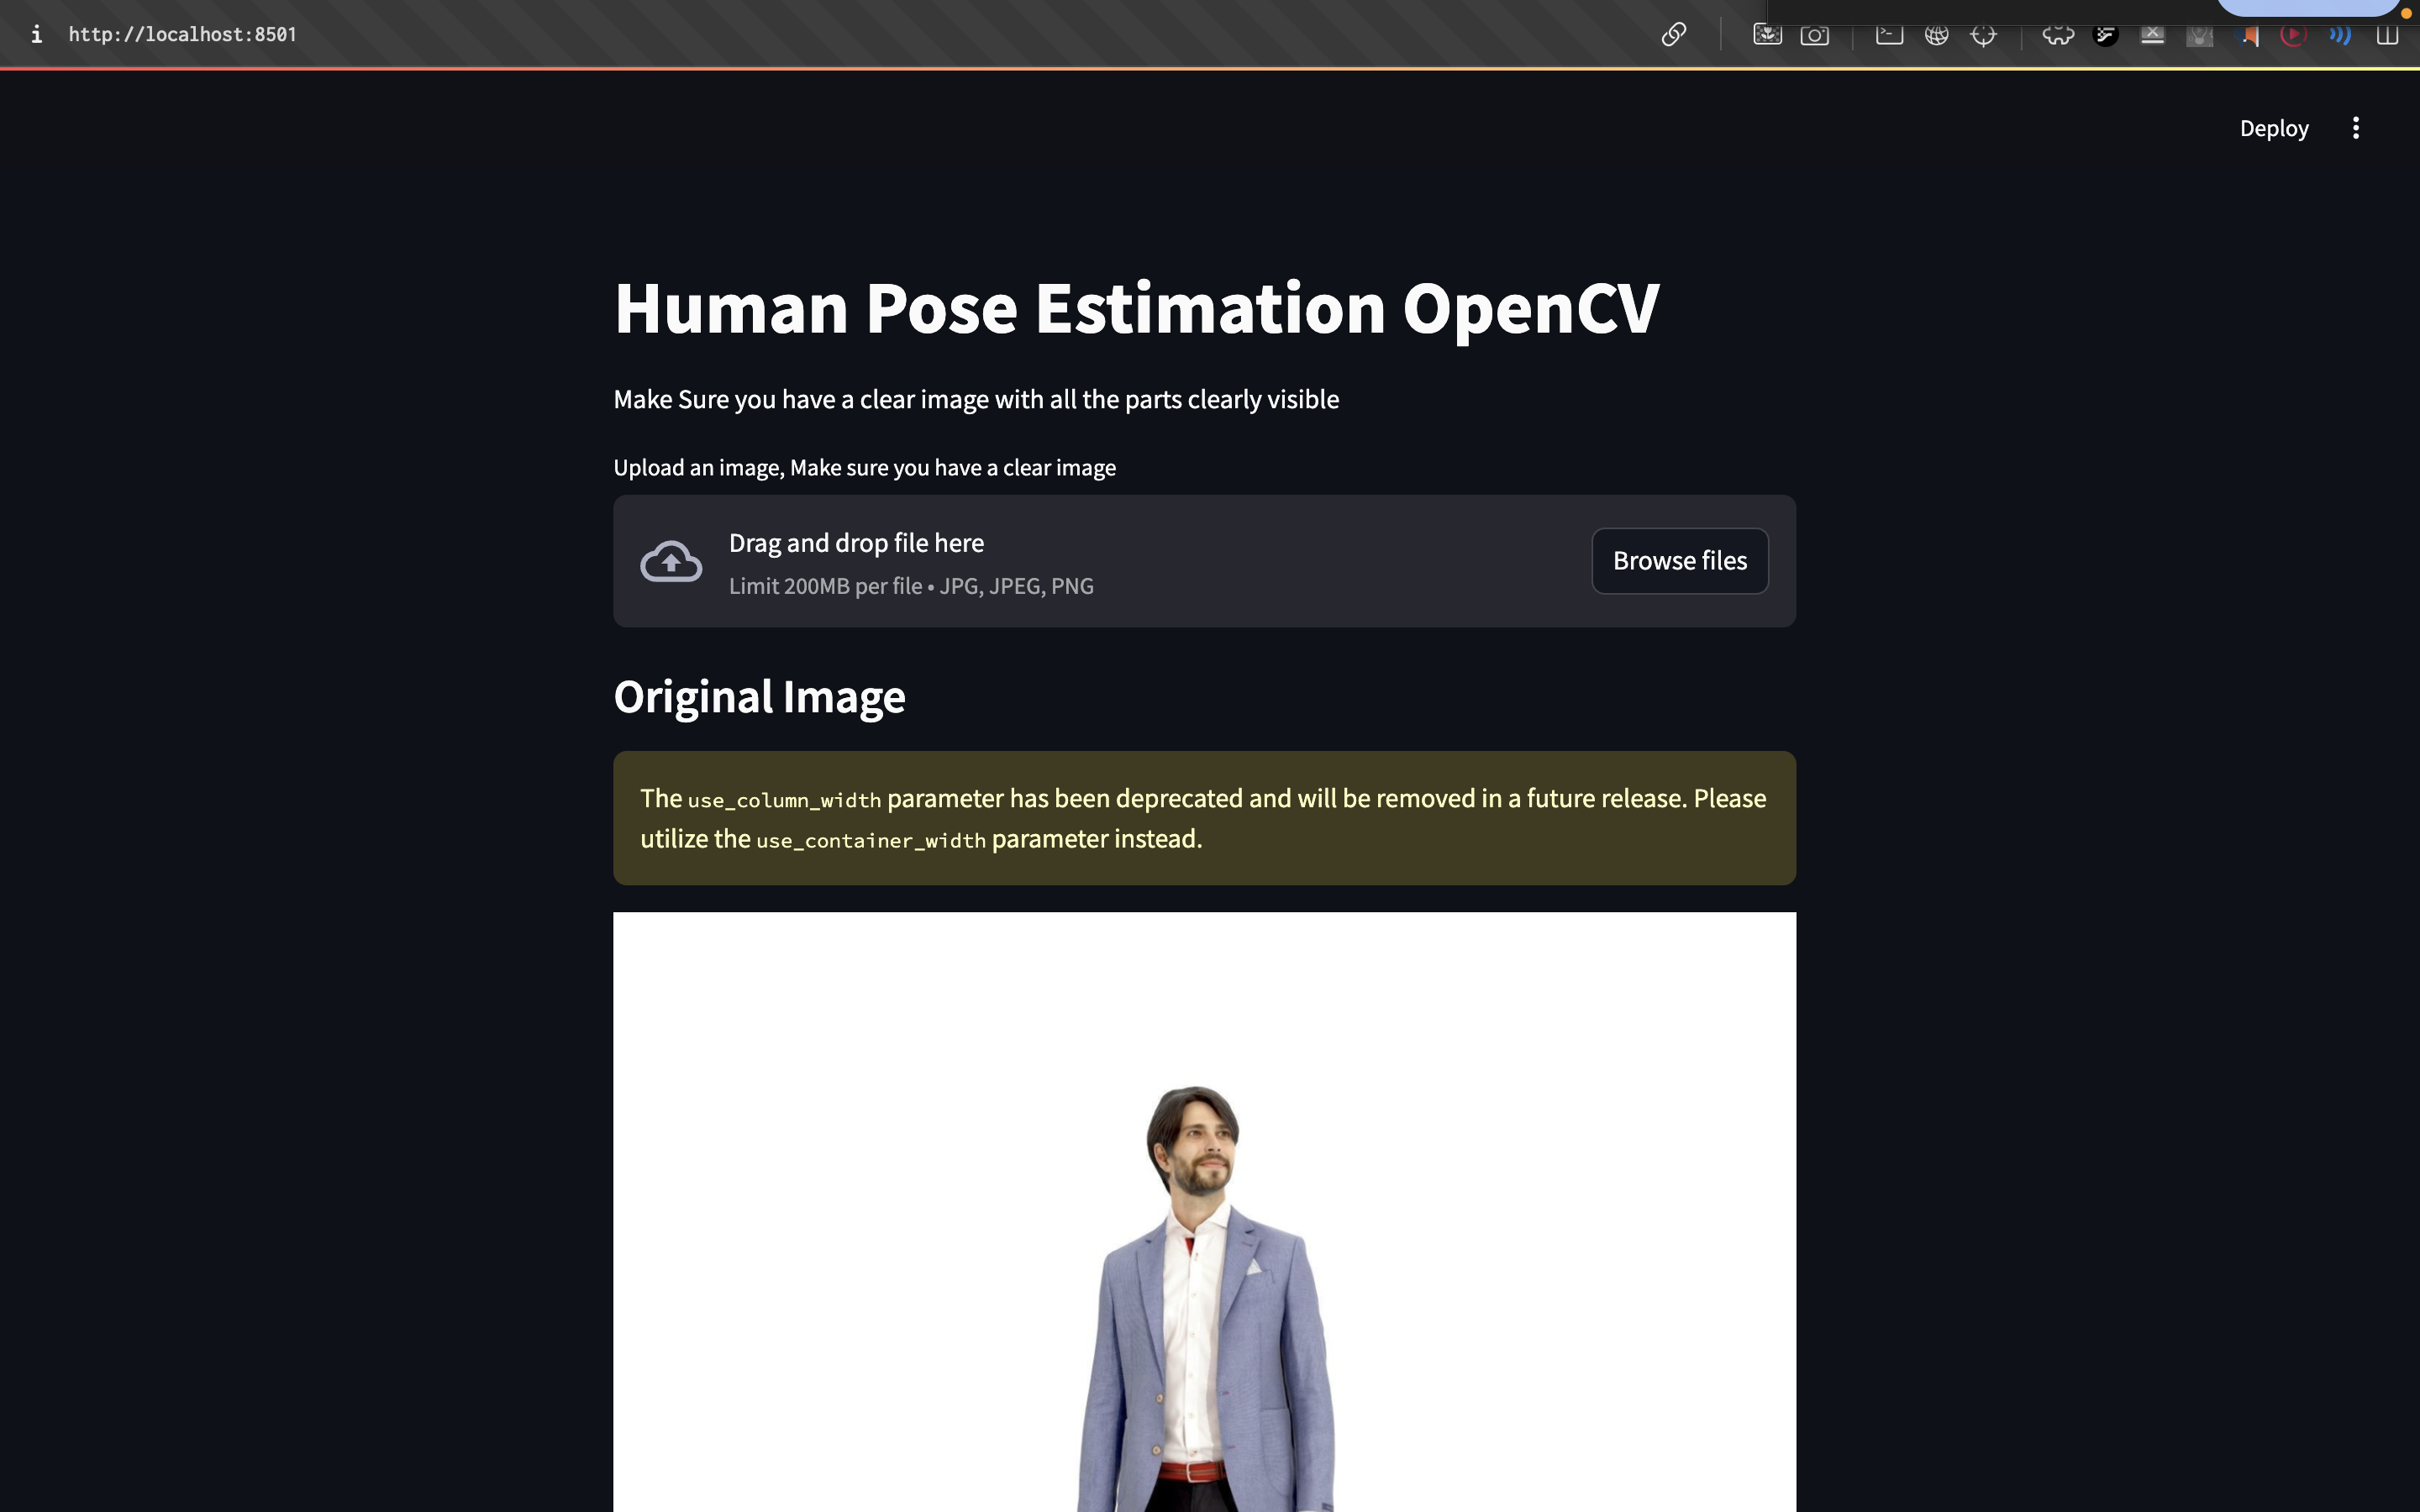 http://localhost:8501
Deploy
Human Pose Estimation OpenCV
Make Sure you have a clear image with all the parts clearly visible
Upload an image, Make sure you have a clear image
Drag and drop file here
Limit 200MB per file • JPG, JPEG, PNG
Browse files
Original Image
The use_column_width parameter has been deprecated and will be removed in a future release. Please
utilize the use_container_width parameter instead.